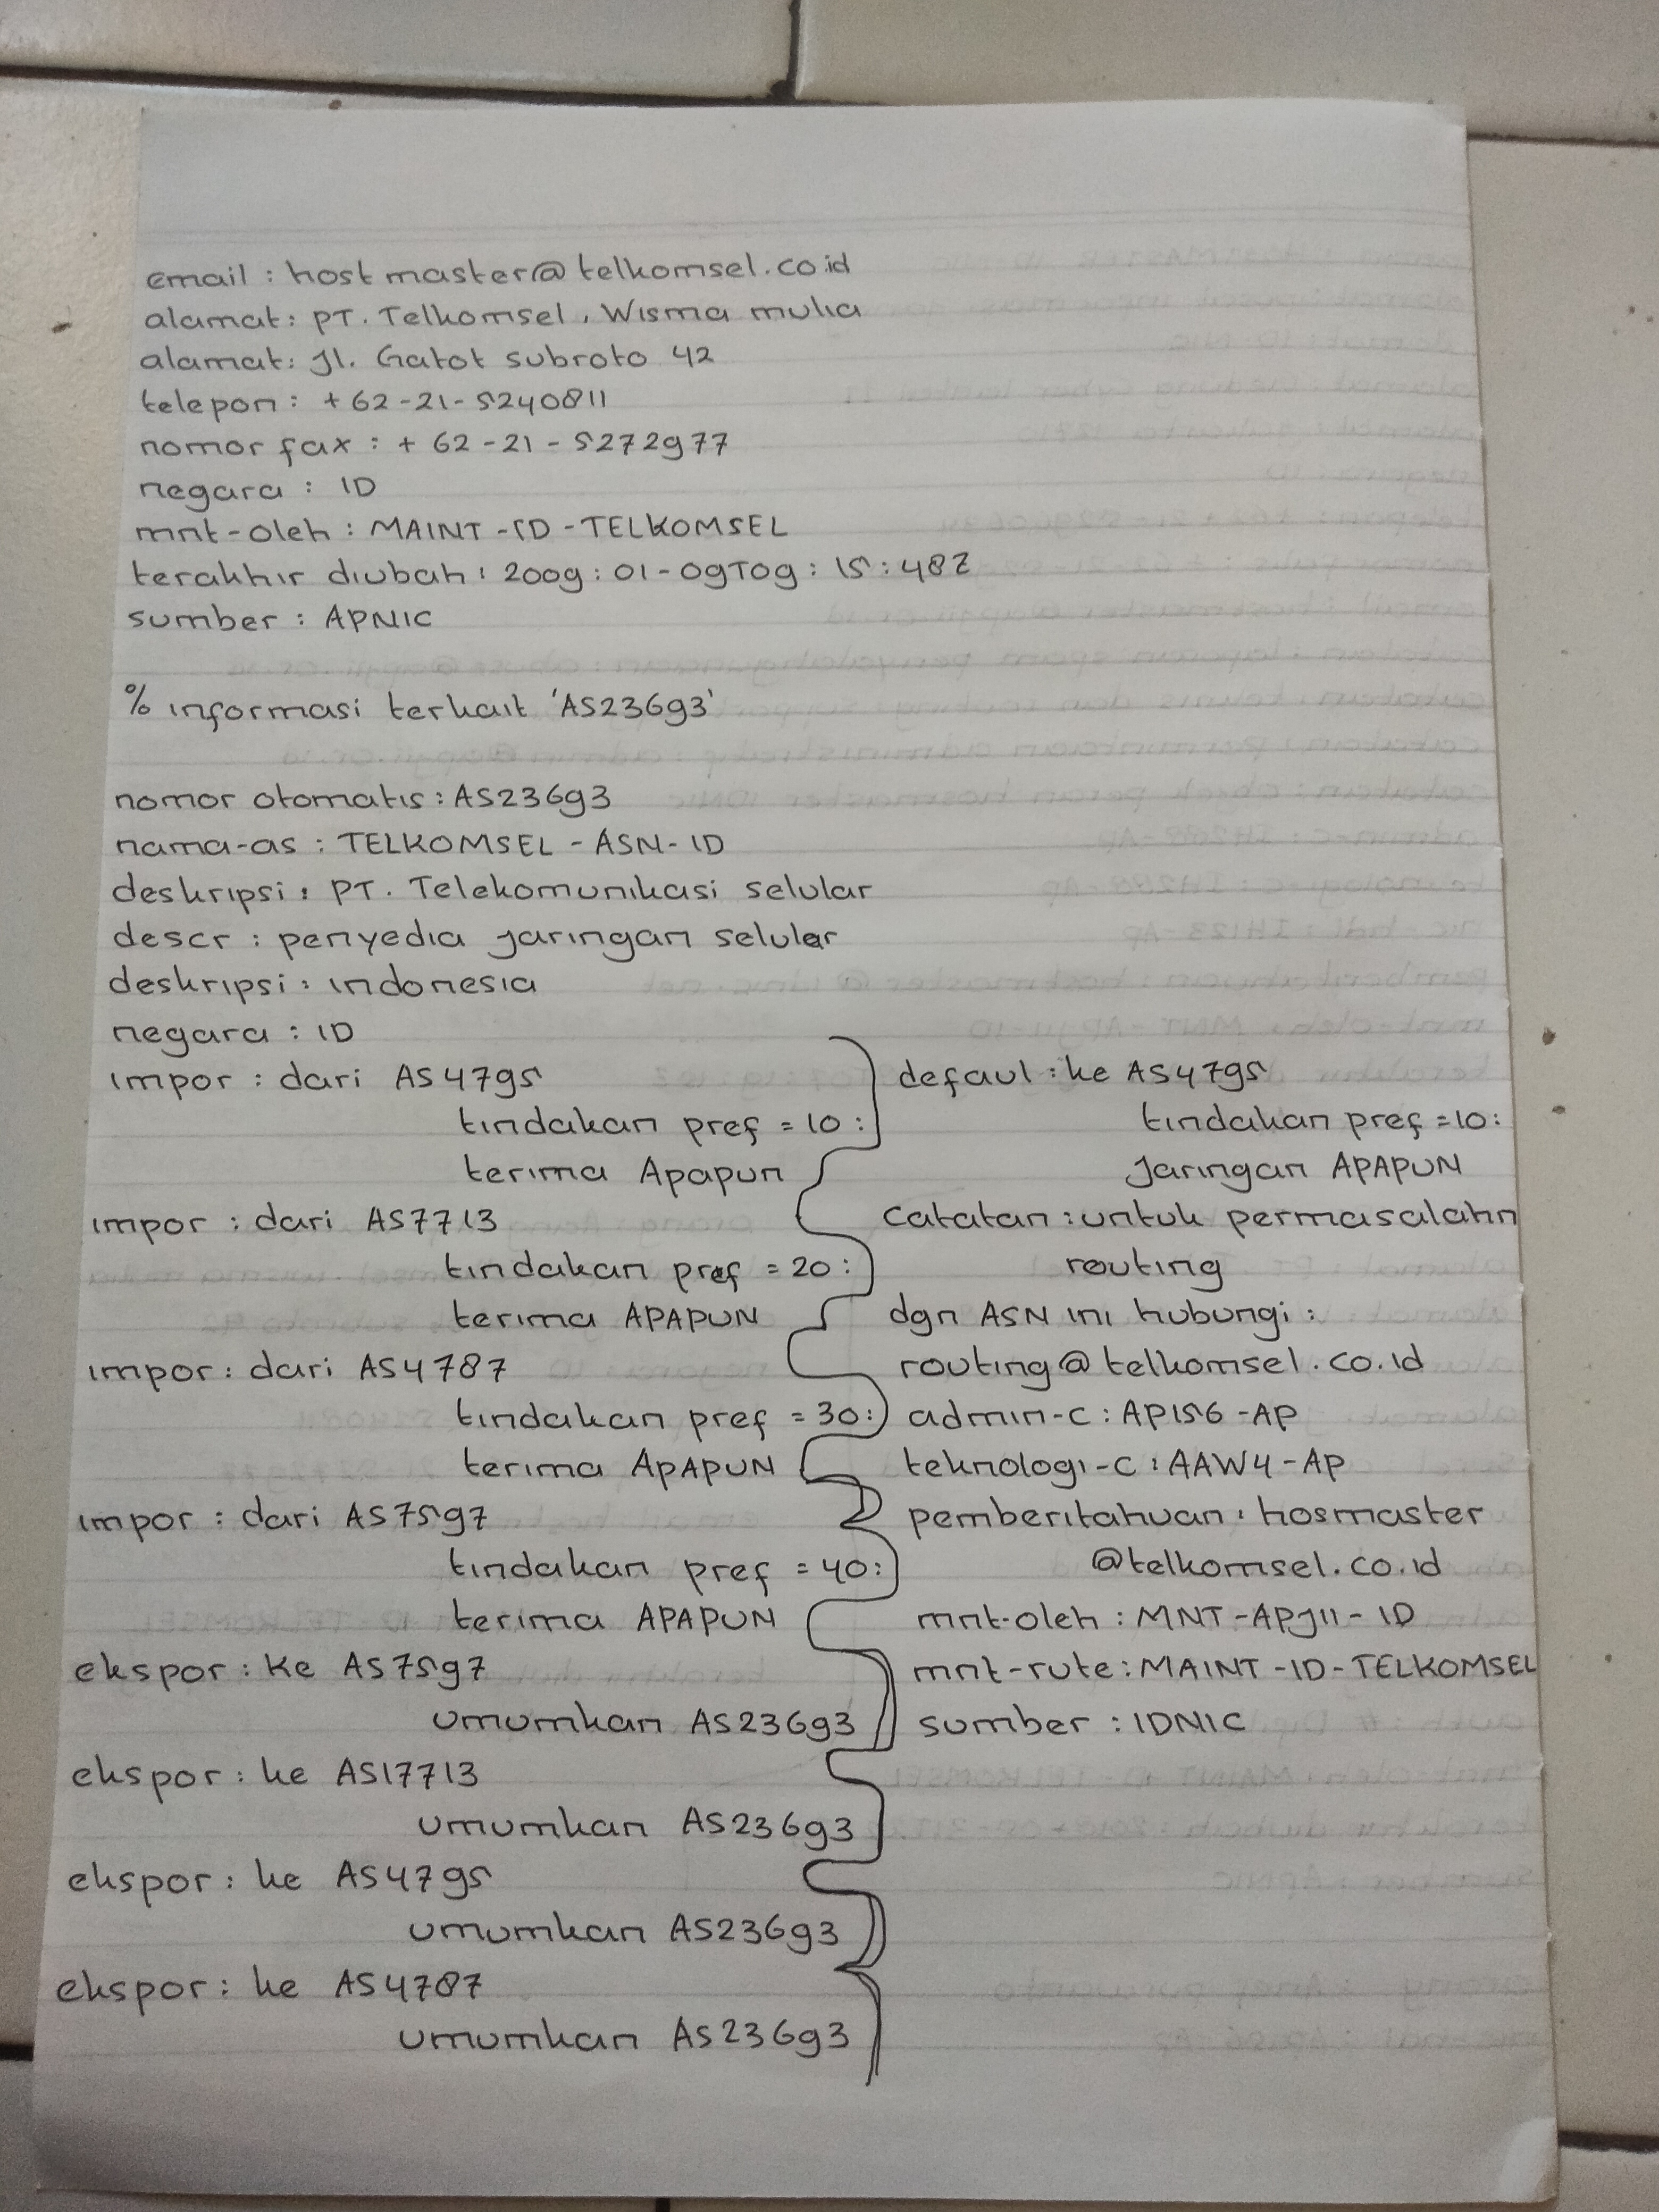 email : host master@telkomsel.co.id
alamat: PT. Telkomsel, Wisma mulia
alamat: Jl. Gatot subroto 42
telepon : +62-21-5240811
nomor fax : +62-21-5272977
negara : ID
mnt-oleh : MAINT-ID-TELKOMSEL
terakhir diubah : 2009:01-09T09:15:48Z
sumber : APNIC
% informasi terkait 'AS23693'
nomor otomatis : AS23693
nama-as : TELKOMSEL-ASN-ID
deskripsi : PT. Telekomunikasi selular
descr : penyedia jaringan selular
deskripsi : indonesia
negara : ID
impor : dari AS4795
tindakan pref = 10 :
terima Apapun
impor : dari AS7713
tindakan pref = 20 :
terima APAPUN
impor : dari AS4787
tindakan pref = 30 :
terima APAPUN
impor : dari AS7597
tindakan pref = 40 :
terima APAPUN
ekspor : Ke AS7597
umumkan AS23693
ekspor : ke AS17713
umumkan AS23693
ekspor : ke AS4795
umumkan AS23693
ekspor : ke AS4787
umumkan AS23693
defaul : ke AS4795
tindakan pref =10:
Jaringan APAPUN
catatan : untuk permasalahn
routing
dgn ASN ini hubungi :
routing@telkomsel.co.id
admin-c : AP156-AP
teknologi-c : AAW4-AP
pemberitahuan : hosmaster
@telkomsel.co.id
mnt-oleh : MNT-APJII-ID
mnt-rute : MAINT-ID-TELKOMSEL
sumber : IDNIC